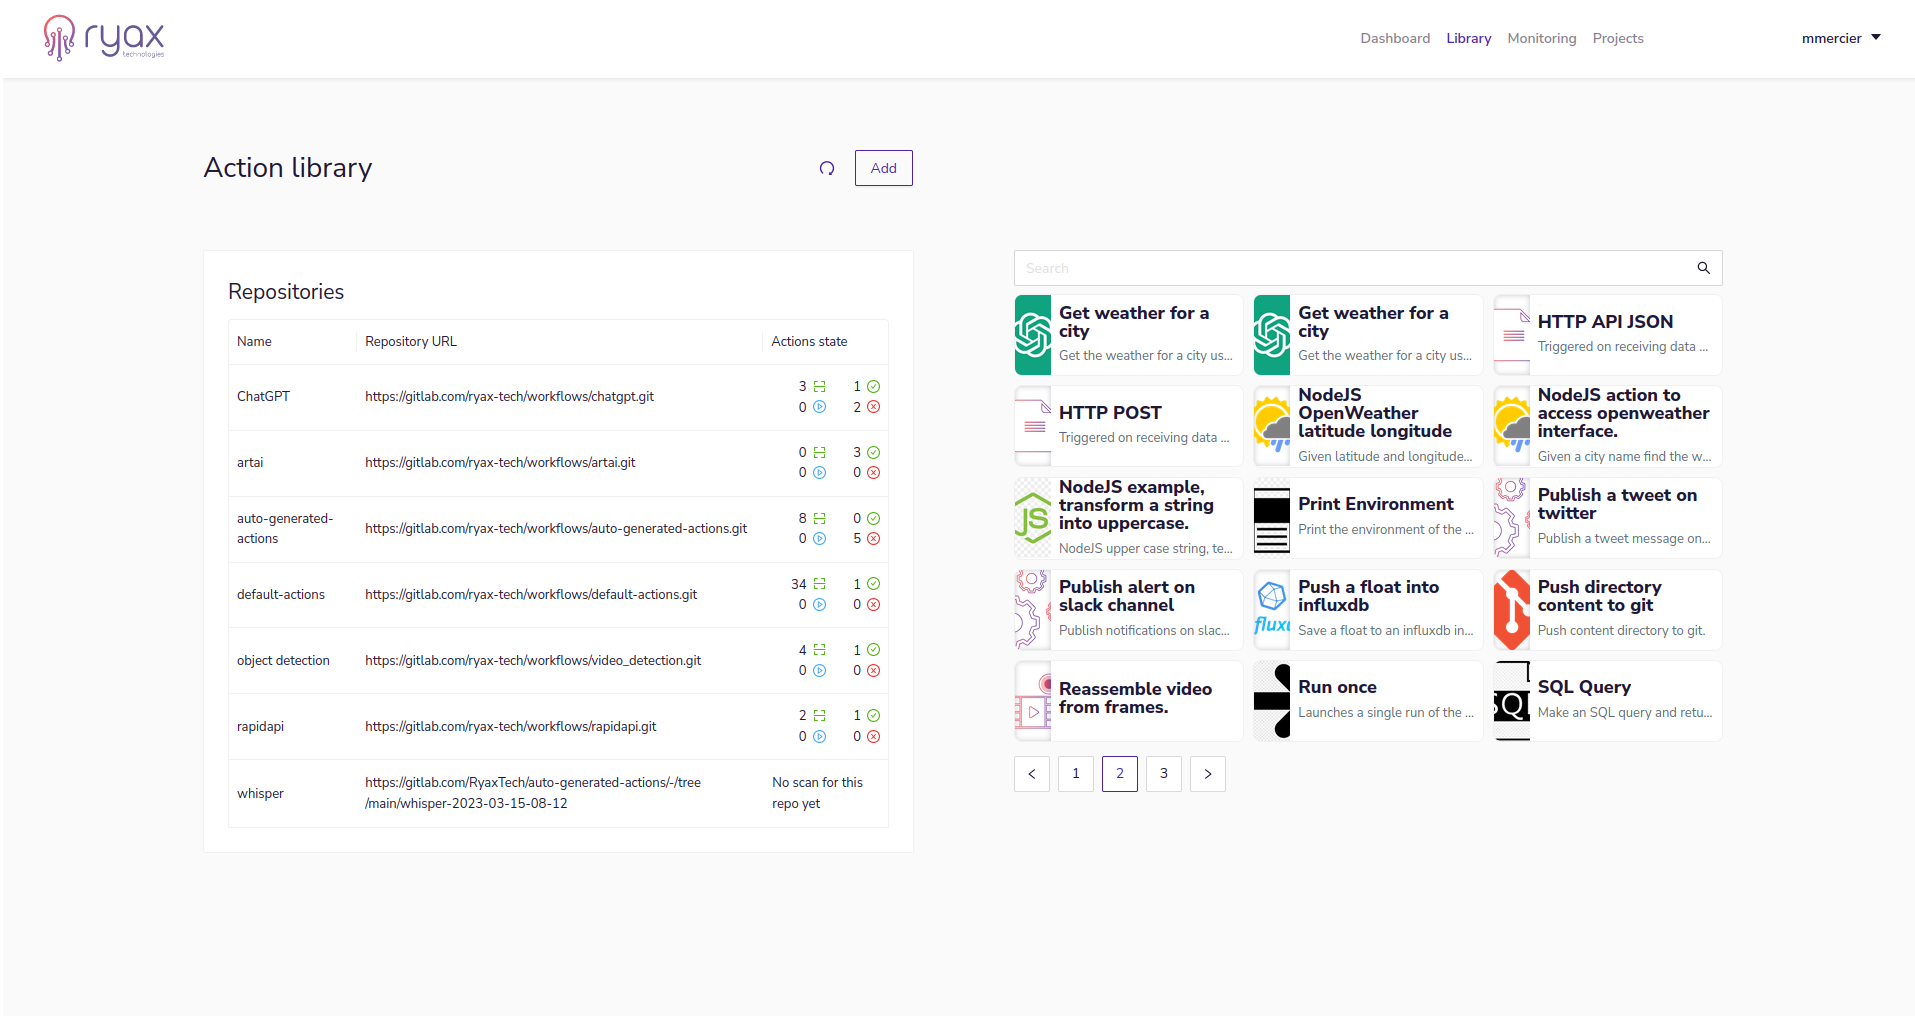 ryax
technologies
Dashboard Library Monitoring Projects
mmercier
Action library
Add
Repositories
Name Repository URL Actions state
ChatGPT https://gitlab.com/ryax-tech/workflows/chatgpt.git
3 1
0 2
artai https://gitlab.com/ryax-tech/workflows/artai.git
0 3
0 0
auto-generated-
actions
https://gitlab.com/ryax-tech/workflows/auto-generated-actions.git
8 0
0 5
default-actions https://gitlab.com/ryax-tech/workflows/default-actions.git
34 1
0 0
object detection https://gitlab.com/ryax-tech/workflows/video_detection.git
4 1
0 0
rapidapi https://gitlab.com/ryax-tech/workflows/rapidapi.git
2 1
0 0
whisper
https://gitlab.com/RyaxTech/auto-generated-actions/-/tree
/main/whisper-2023-03-15-08-12
No scan for this
repo yet
Search
Get weather for a
city
Get the weather for a city us...
Get weather for a
city
Get the weather for a city us...
HTTP API JSON
Triggered on receiving data ...
HTTP POST
Triggered on receiving data ...
NodeJS
OpenWeather
latitude longitude
Given latitude and longitude...
NodeJS action to
access openweather
interface.
Given a city name find the w...
JS
NodeJS example,
transform a string
into uppercase.
NodeJS upper case string, te...
Print Environment
Print the environment of the ...
Publish a tweet on
twitter
Publish a tweet message on...
Publish alert on
slack channel
Publish notifications on slac...
fluxu
Push a float into
influxdb
Save a float to an influxdb in...
Push directory
content to git
Push content directory to git.
Reassemble video
from frames.
Run once
Launches a single run of the ...
SQL
SQL Query
Make an SQL query and retu...
< 1 2 3 >